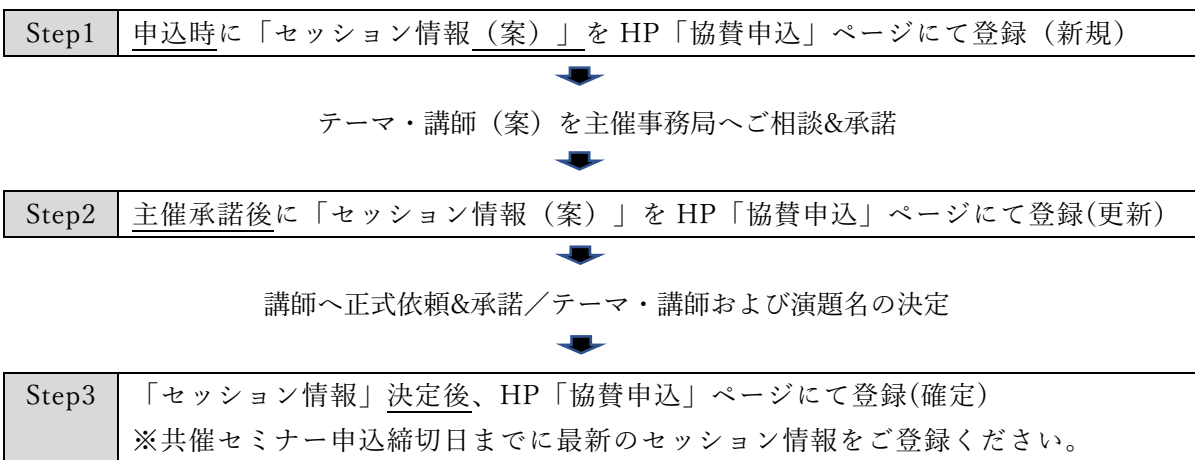 Step1 申込時に「セッション情報（案）」を HP「協賛申込」ページにて登録（新規）
テーマ・講師（案）を主催事務局へご相談&承諾
Step2 主催承諾後に「セッション情報（案）」を HP「協賛申込」ページにて登録(更新)
講師へ正式依頼&承諾／テーマ・講師および演題名の決定
Step3 「セッション情報」決定後、HP「協賛申込」ページにて登録(確定)
※共催セミナー申込締切日までに最新のセッション情報をご登録ください。